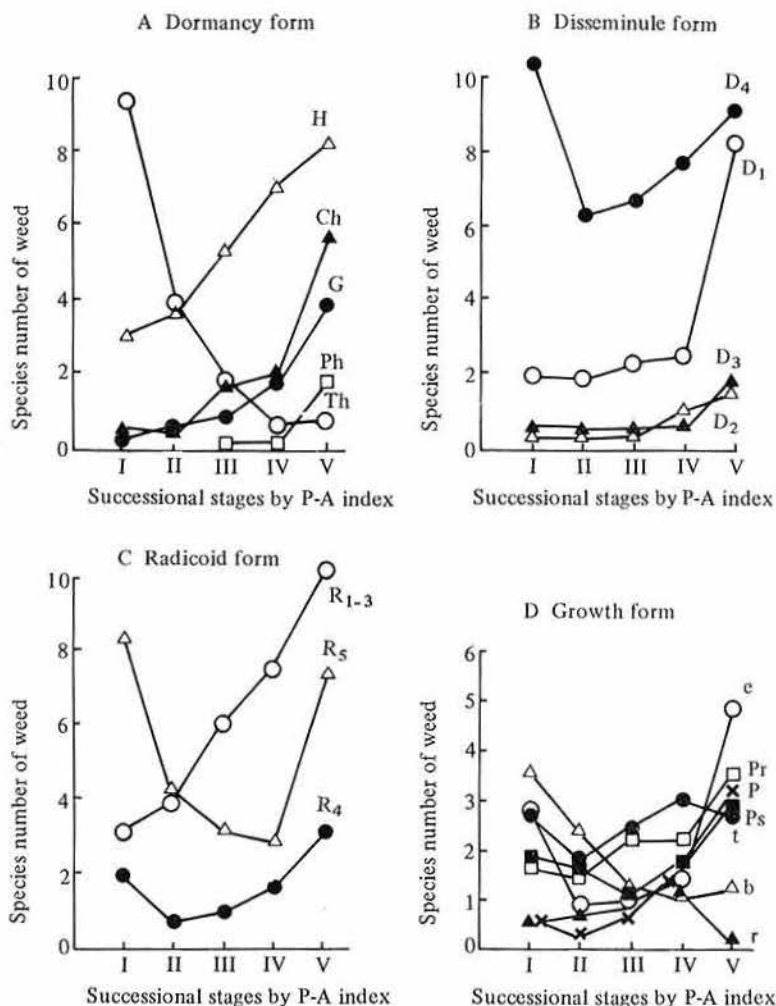 A Dormancy form
10
8
6
4
2
0
Species number of weed
H
Ch
G
Ph
Th
I II III IV V
Successional stages by P-A index
B Disseminule form
10
8
6
4
2
0
Species number of weed
D4
D1
D3
D2
I II III IV V
Successional stages by P-A index
C Radicoid form
10
8
6
4
2
0
Species number of weed
R1-3
R5
R4
I II III IV V
Successional stages by P-A index
D Growth form
6
5
4
3
2
1
0
Species number of weed
e
Pr
P
Ps
t
b
r
I II III IV V
Successional stages by P-A index